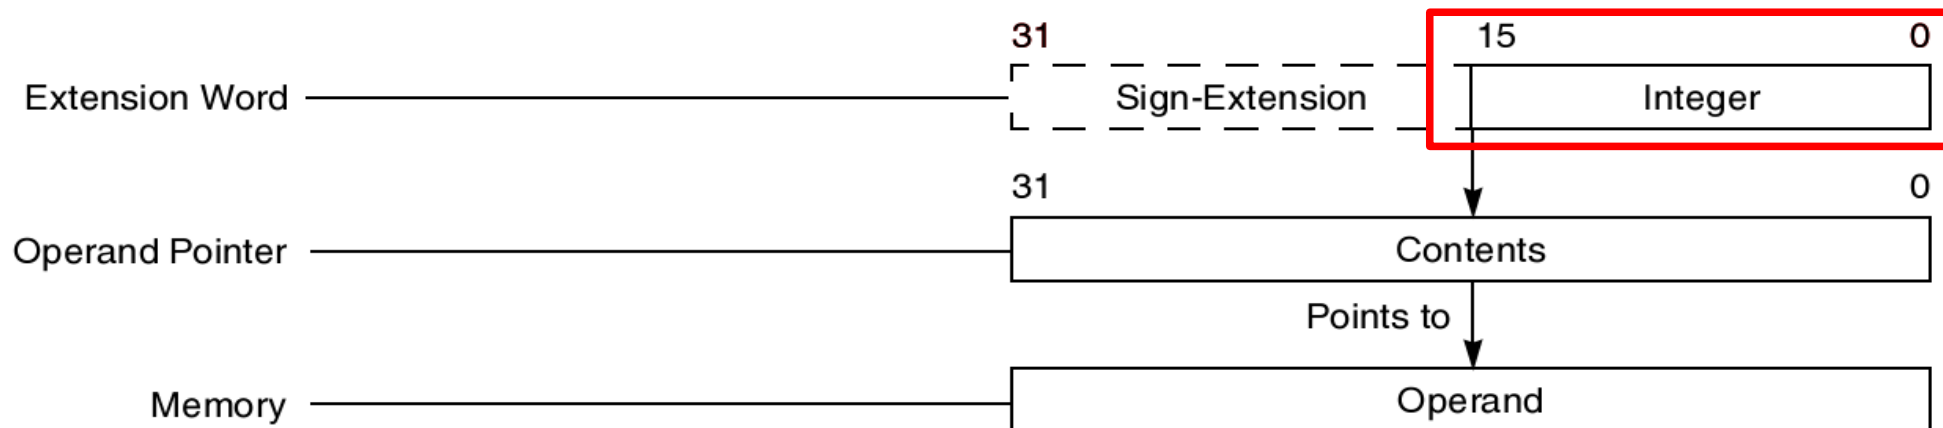 31 15 0
Extension Word Sign-Extension Integer
31 0
Operand Pointer Contents
Points to
Memory Operand